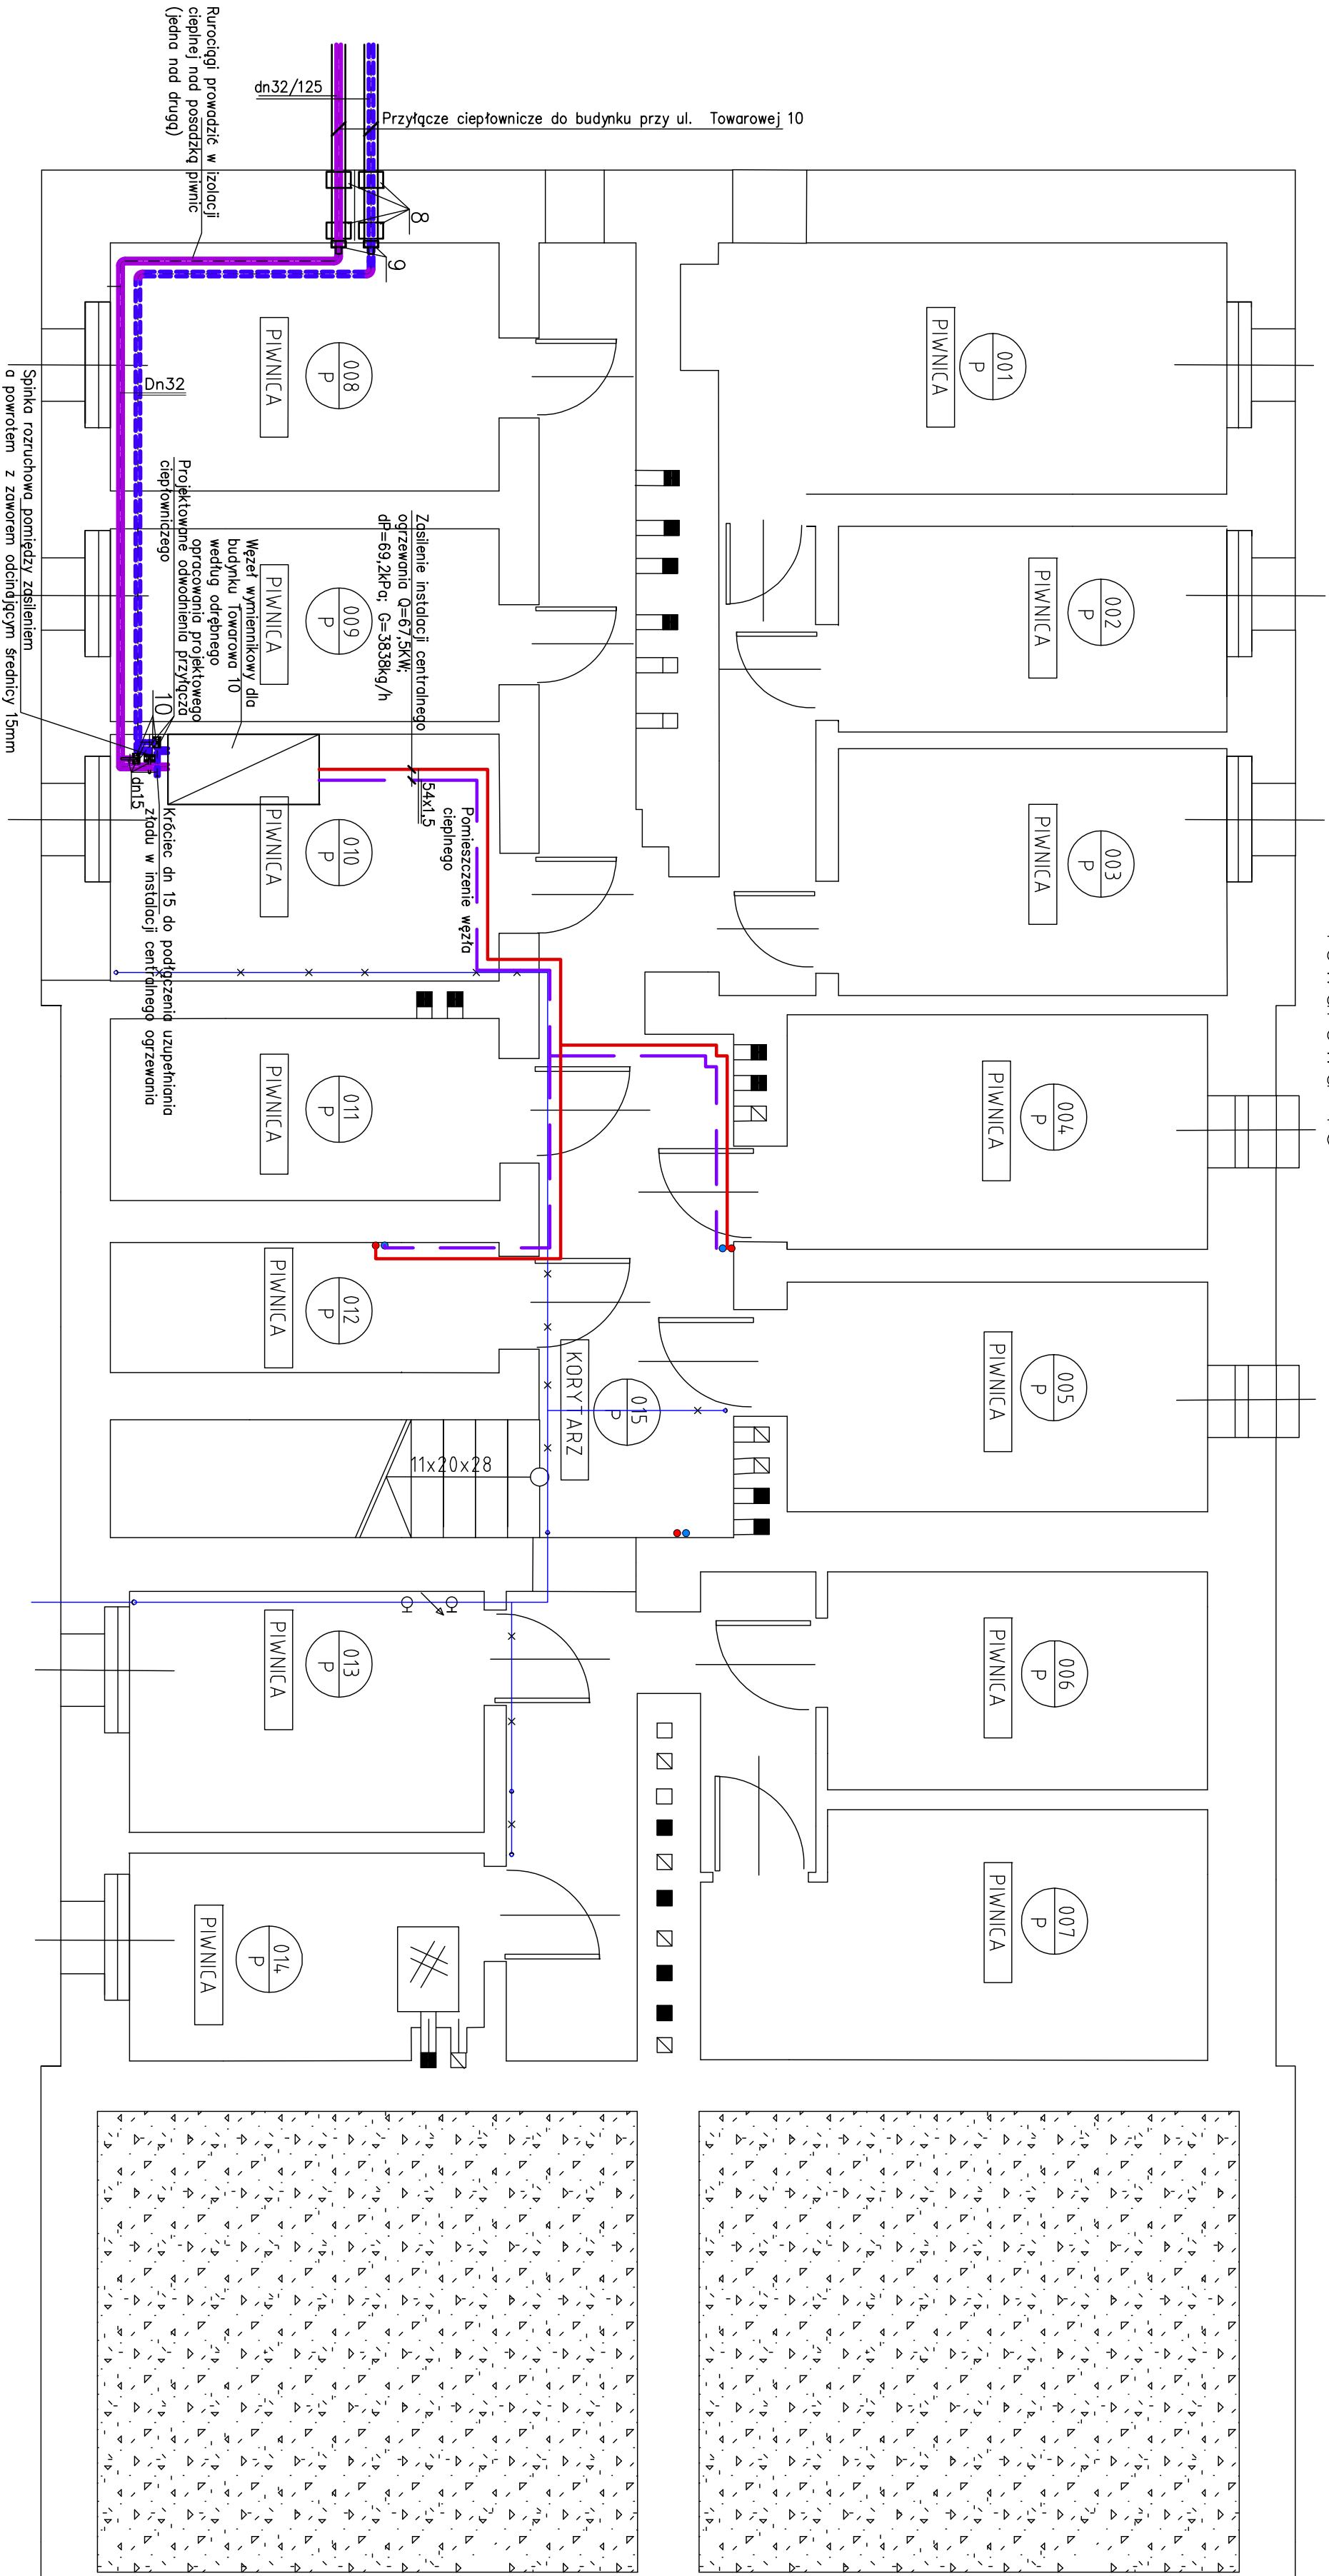 Rurociągi prowadzić w izolacji
cieplnej nad posadzką piwnic
(jedna nad drugą)
dn32/125
Przyłącze ciepłownicze do budynku przy ul. Towarowej 10
8
9
Dn32
Spinka rozruchowa pomiędzy zasileniem
a powrotem z zaworem odcinającym średnicy 15mm
Projektowane odwodnienia przyłącza
ciepłowniczego
Węzeł wymiennikowy dla
budynku Towarowa 10
według odrębnego
opracowania projektowego
Zasilenie instalacji centralnego
ogrzewania Q=67,5kW;
dP=69,2kPa; G=3838kg/h
10
dn15
Króciec dn 15 do podłączenia uzupełniania
zładu w instalacji centralnego ogrzewania
54x1,5
Pomieszczenie węzła
cieplnego
001
P
PIWNICA
002
P
PIWNICA
003
P
PIWNICA
004
P
PIWNICA
005
P
PIWNICA
006
P
PIWNICA
007
P
PIWNICA
008
P
PIWNICA
009
P
PIWNICA
010
P
PIWNICA
011
P
PIWNICA
012
P
PIWNICA
013
P
PIWNICA
014
P
PIWNICA
015
P
KORYTARZ
11x20x28